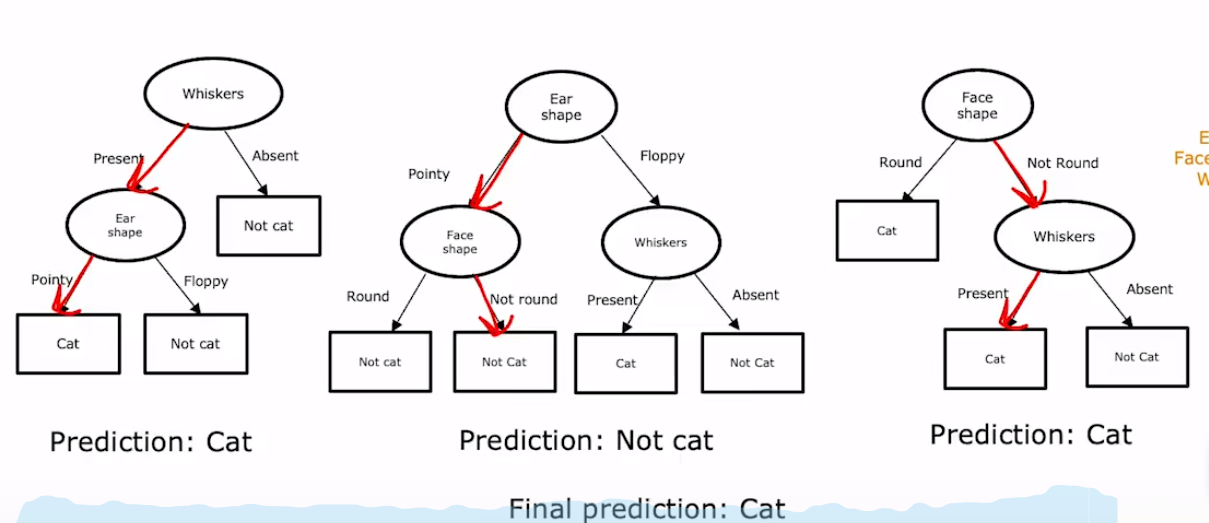 Whiskers
Present
Absent
Ear
shape
Not cat
Pointy
Floppy
Cat
Not cat
Prediction: Cat
Ear
shape
Pointy
Floppy
Face
shape
Whiskers
Round
Not round
Present
Absent
Not cat
Not Cat
Cat
Not Cat
Prediction: Not cat
Face
shape
Round
Not Round
Cat
Whiskers
Present
Absent
Cat
Not Cat
Prediction: Cat
E
Face
W
Final prediction: Cat